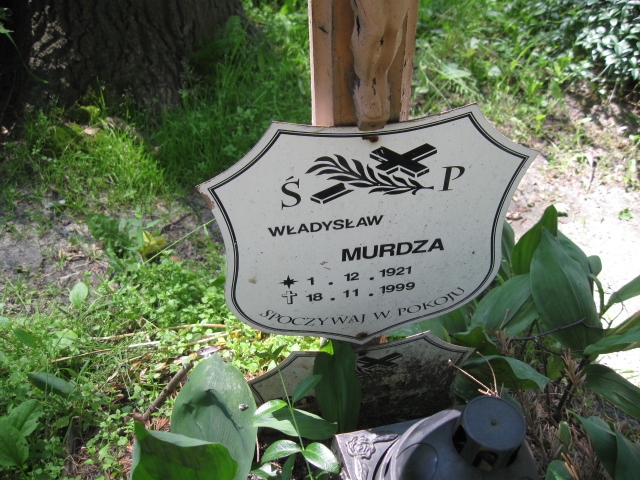 Ś P
WŁADYSŁAW
MURDZA
1. 12. 1921
18. 11. 1999
SPOCZYWAJ W POKOJU